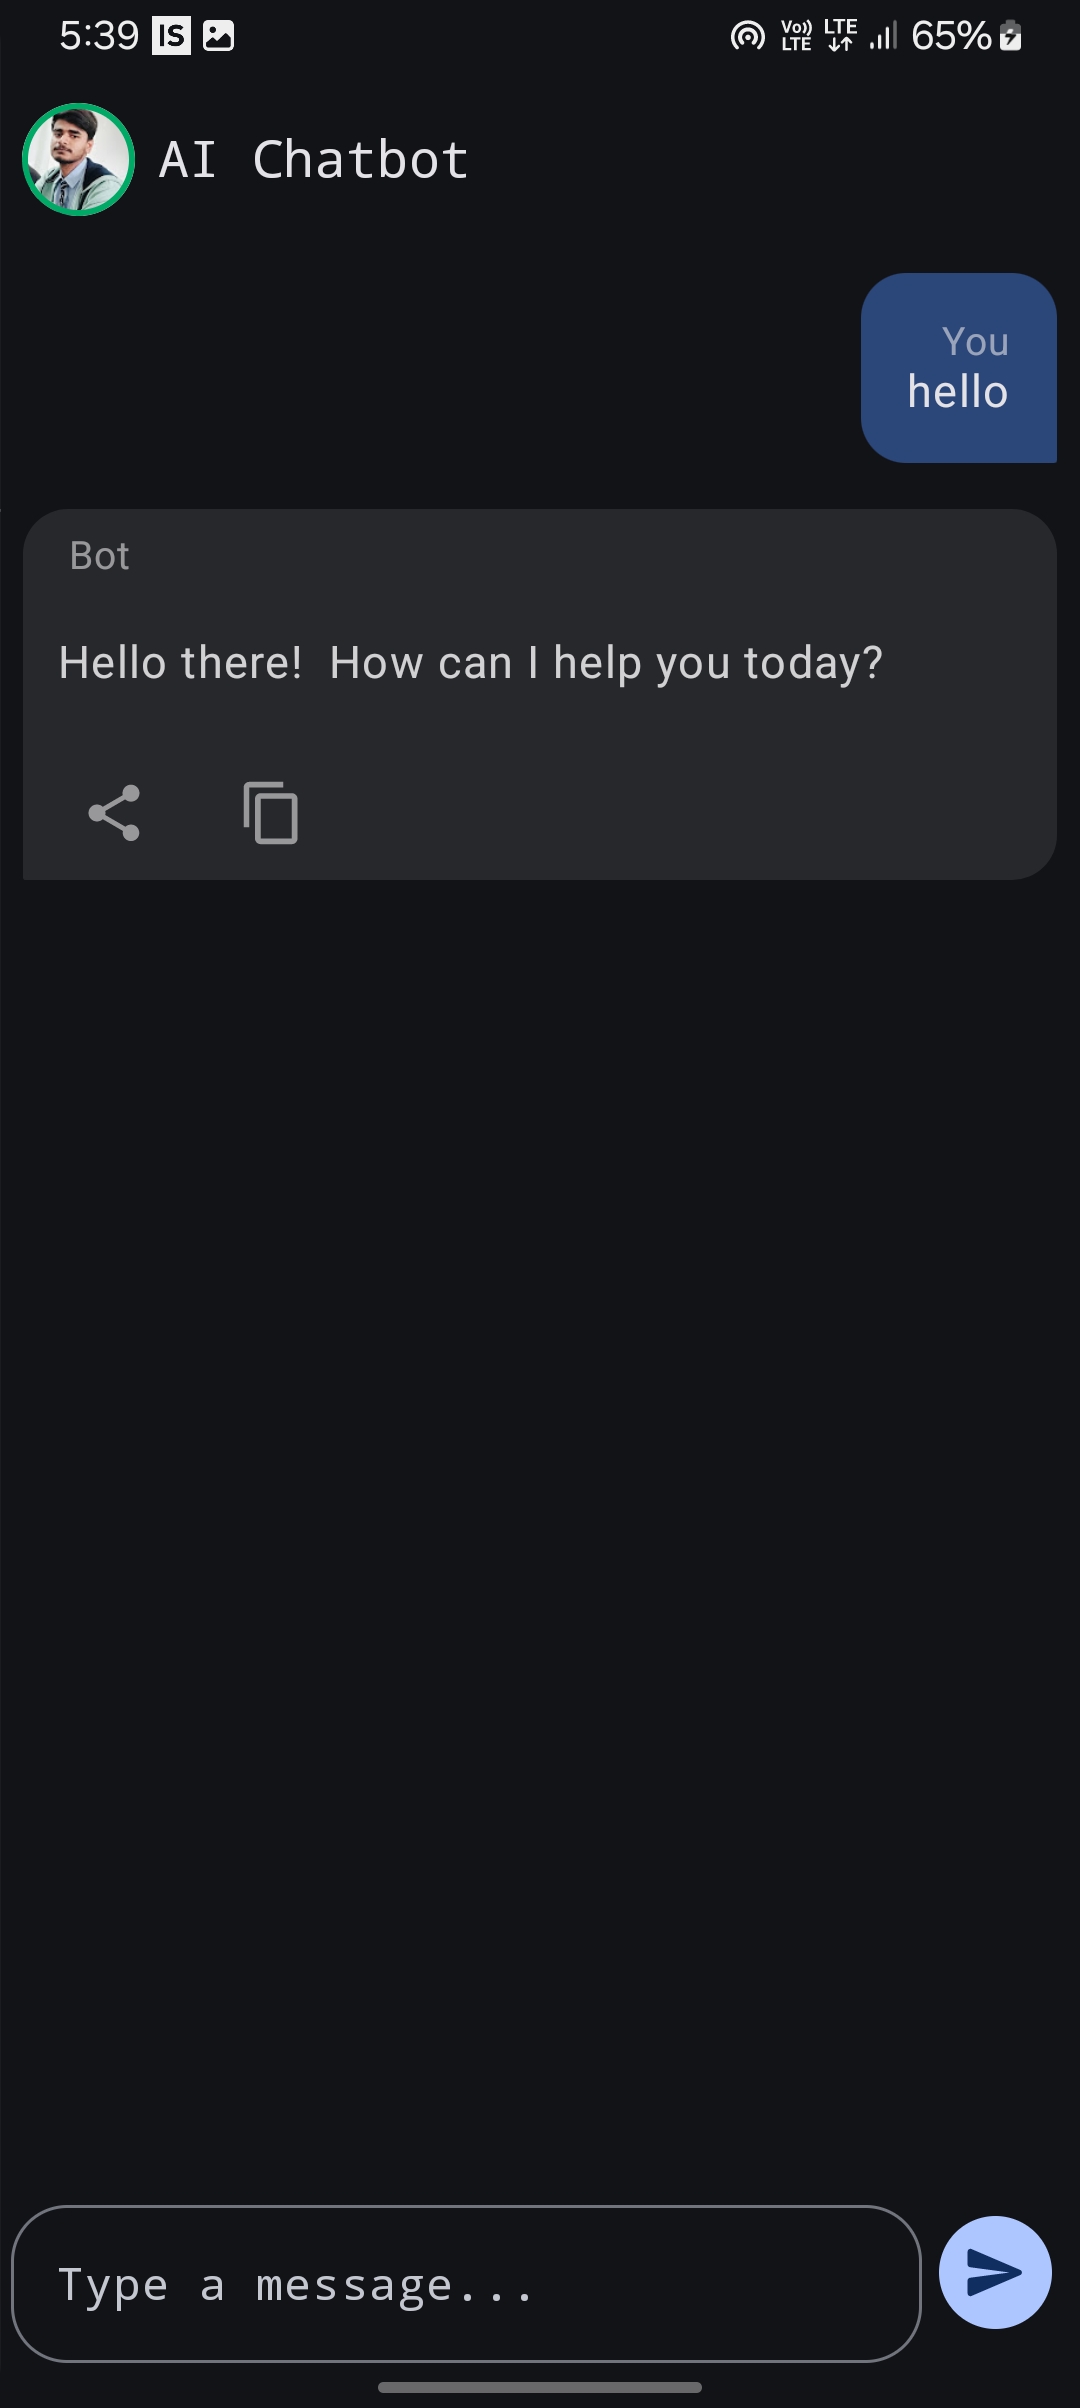 5:39 IS Vo)) LTE LTE 65%
AI Chatbot
You
hello
Bot
Hello there!  How can I help you today?
Type a message...